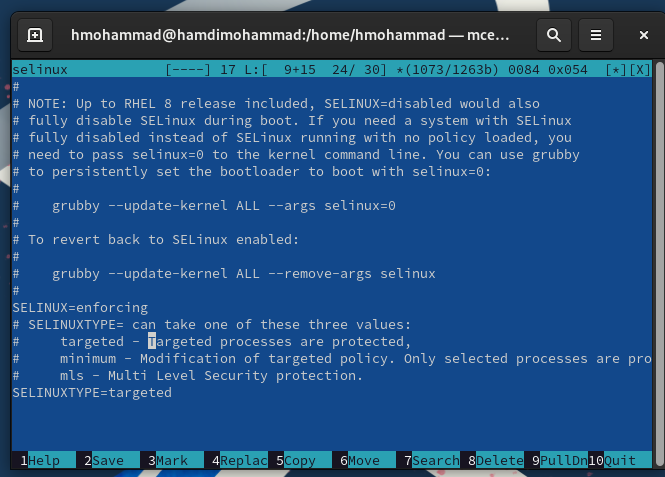 hmohammad@hamdimohammad:/home/hmohammad — mce...
selinux [----] 17 L:[ 9+15 24/ 30] *(1073/1263b) 0084 0x054 [*][X]
#
# NOTE: Up to RHEL 8 release included, SELINUX=disabled would also
# fully disable SELinux during boot. If you need a system with SELinux
# fully disabled instead of SELinux running with no policy loaded, you
# need to pass selinux=0 to the kernel command line. You can use grubby
# to persistently set the bootloader to boot with selinux=0:
#
#    grubby --update-kernel ALL --args selinux=0
#
# To revert back to SELinux enabled:
#
#    grubby --update-kernel ALL --remove-args selinux
#
SELINUX=enforcing
# SELINUXTYPE= can take one of these three values:
#     targeted - Targeted processes are protected,
#     minimum - Modification of targeted policy. Only selected processes are pro
#     mls - Multi Level Security protection.
SELINUXTYPE=targeted
1Help 2Save 3Mark 4Replac 5Copy 6Move 7Search 8Delete 9PullDn 10Quit